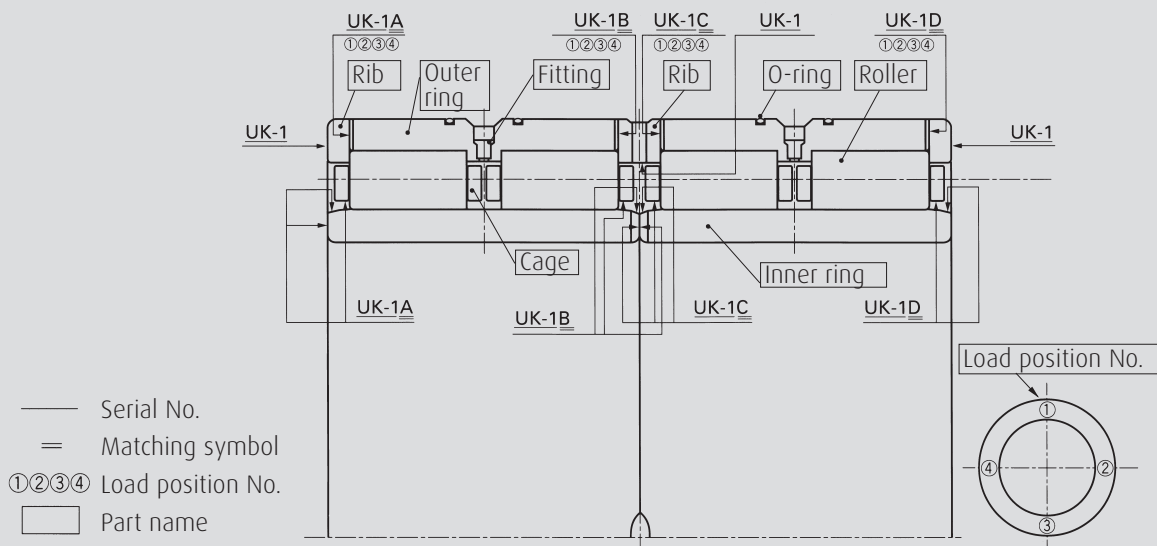 UK-1A UK-1B UK-1C UK-1 UK-1D
①②③④ ①②③④ ①②③④ ①②③④
Rib Outer ring Fitting Rib O-ring Roller
UK-1 UK-1
Cage Inner ring
UK-1A UK-1B UK-1C UK-1D
Load position No.
①
④ ②
③
Serial No.
Matching symbol
①②③④ Load position No.
Part name